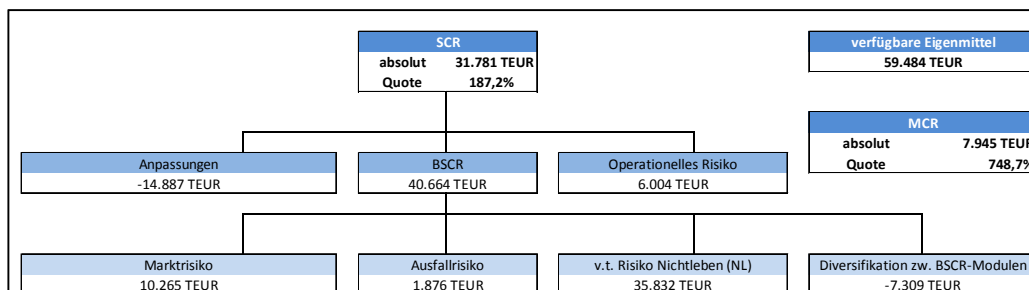 SCR
absolut 31.781 TEUR
Quote 187,2%
verfügbare Eigenmittel
59.484 TEUR
MCR
absolut 7.945 TEUR
Quote 748,7%
Anpassungen
-14.887 TEUR
BSCR
40.664 TEUR
Operationelles Risiko
6.004 TEUR
Marktrisiko
10.265 TEUR
Ausfallrisiko
1.876 TEUR
v.t. Risiko Nichtleben (NL)
35.832 TEUR
Diversifikation zw. BSCR-Modulen
-7.309 TEUR